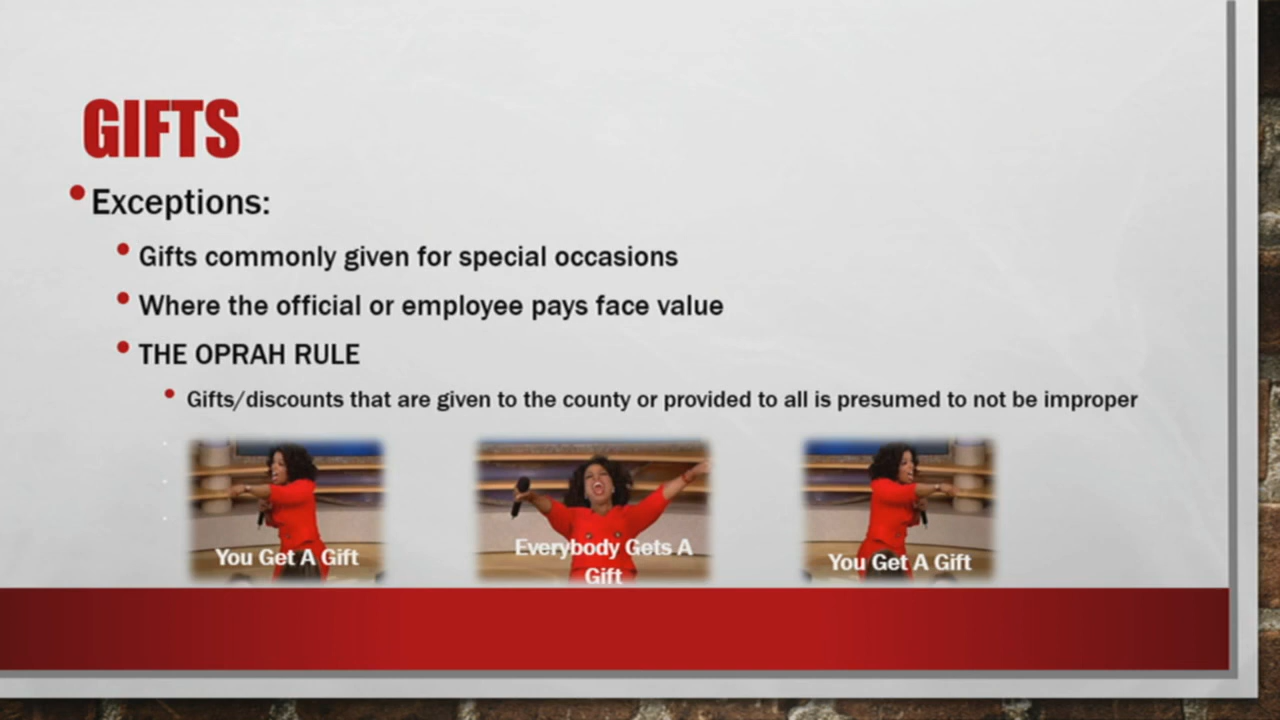 GIFTS
Exceptions:
Gifts commonly given for special occasions
Where the official or employee pays face value
THE OPRAH RULE
Gifts/discounts that are given to the county or provided to all is presumed to not be improper
You Get A Gift
Everybody Gets A
Gift
You Get A Gift